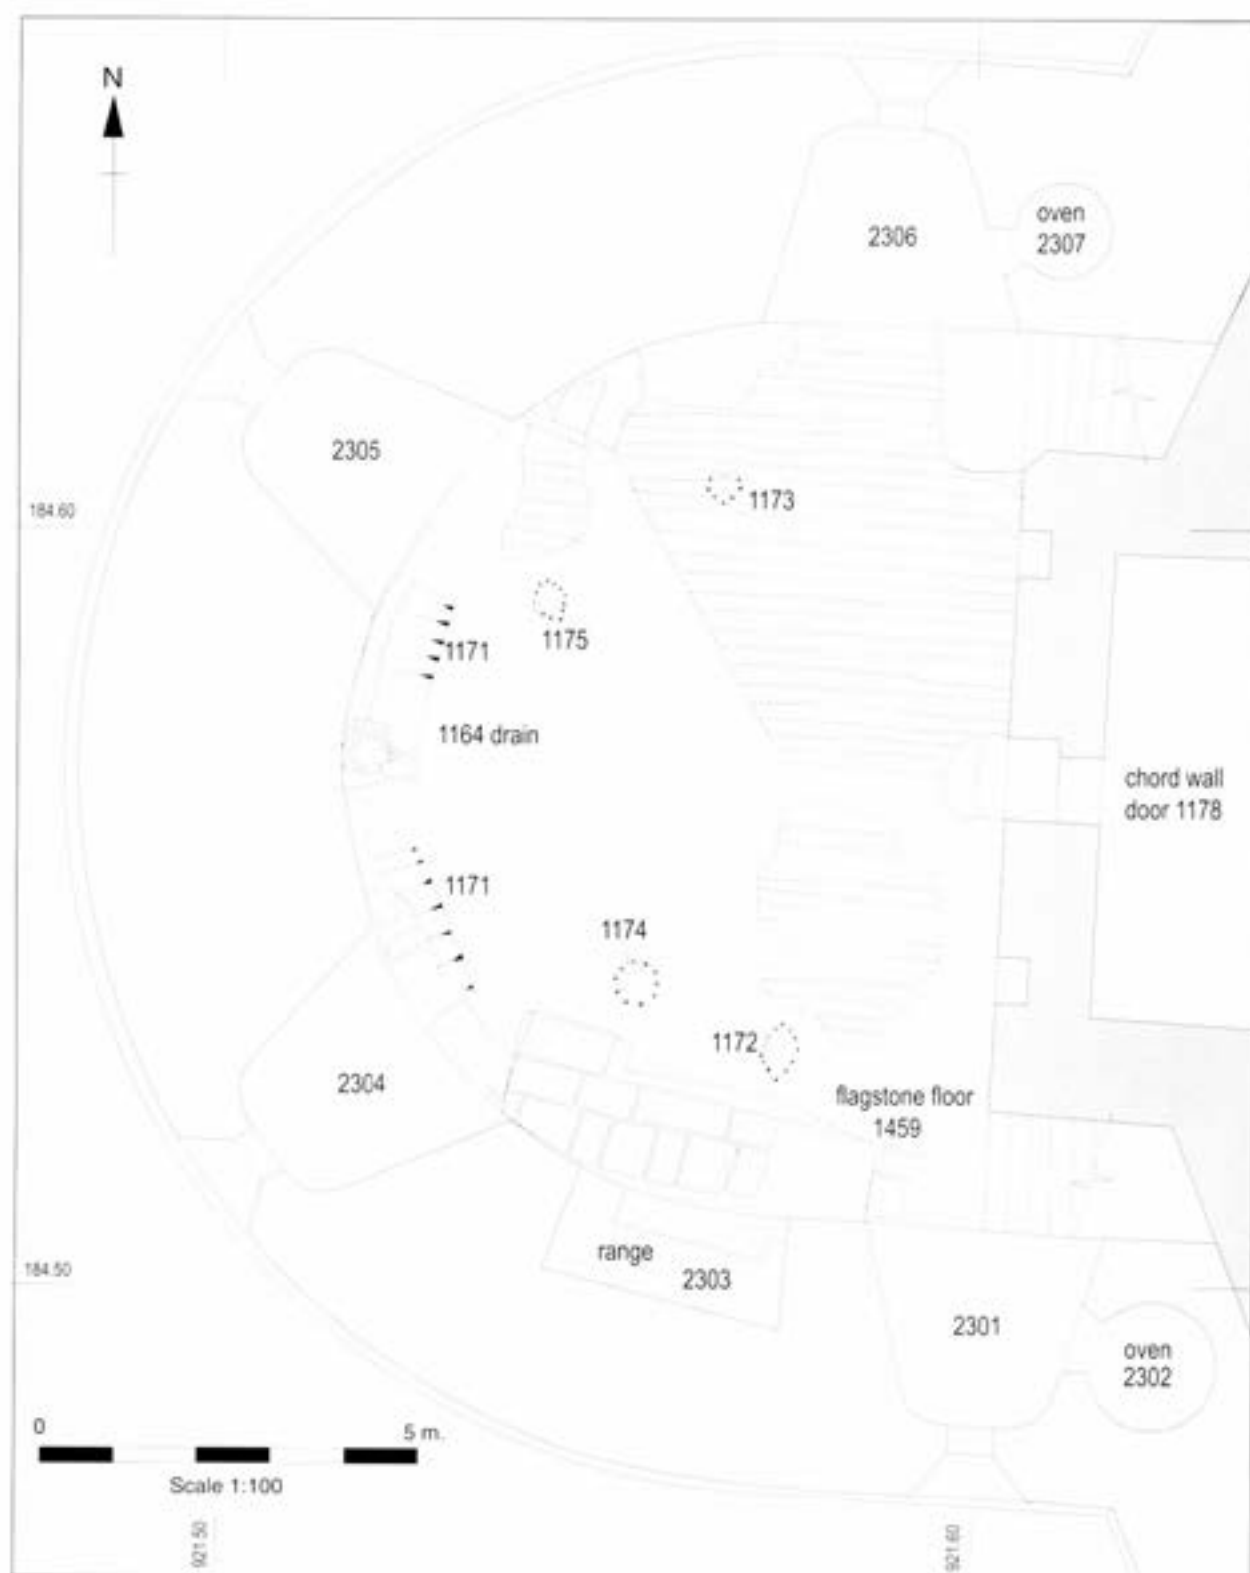 N
oven
2307
2306
2305
1173
184.60
1175
1171
1164 drain
chord wall
door 1178
1171
1174
1172
2304
flagstone floor
1459
range
2303
184.50
2301
oven
2302
0
5 m.
Scale 1:100
921.50
921.60